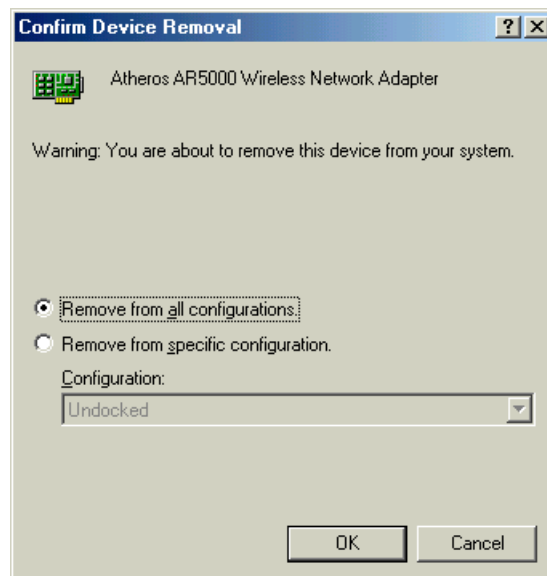 Confirm Device Removal
Atheros AR5000 Wireless Network Adapter
Warning: You are about to remove this device from your system.
Remove from all configurations.
Remove from specific configuration.
Configuration:
Undocked
OK
Cancel